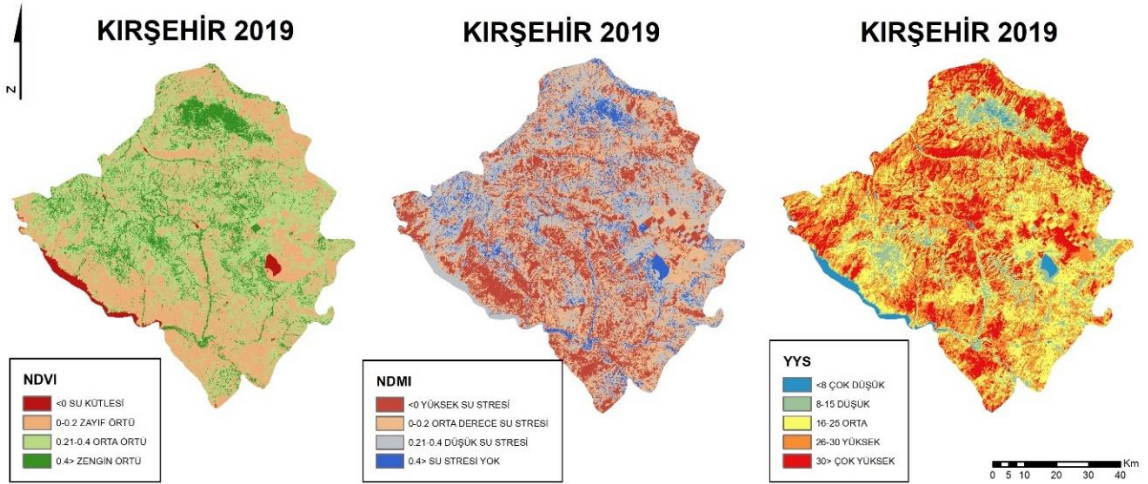 KIRŞEHİR 2019
KIRŞEHİR 2019
KIRŞEHİR 2019
N
NDVI
<0 SU KÜTLESİ
0-0.2 ZAYIF ÖRTÜ
0.21-0.4 ORTA ÖRTÜ
0.4> ZENGİN ÖRTÜ
NDMI
<0 YÜKSEK SU STRESİ
0-0.2 ORTA DERECE SU STRESİ
0.21-0.4 DÜŞÜK SU STRESİ
0.4> SU STRESI YOK
YYS
<8 ÇOK DÜŞÜK
8-15 DÜŞÜK
16-25 ORTA
26-30 YÜKSEK
30> ÇOK YÜKSEK
Km
0 5 10 20 30 40